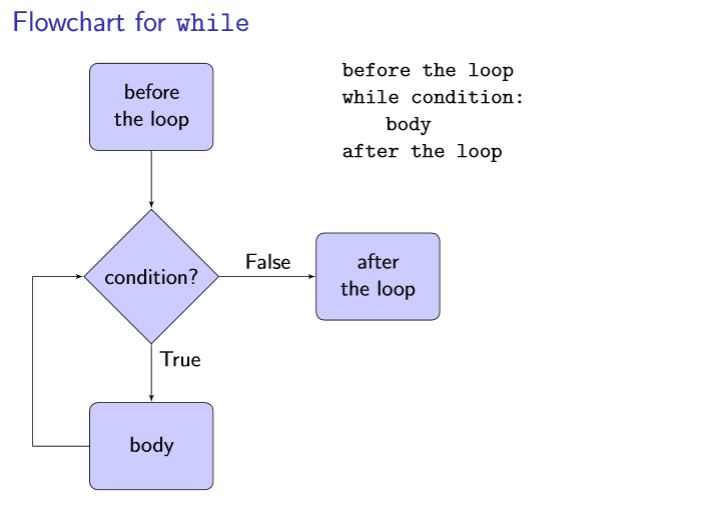 Flowchart for while
before
the loop
before the loop
while condition:
    body
after the loop
condition?
False
after
the loop
True
body